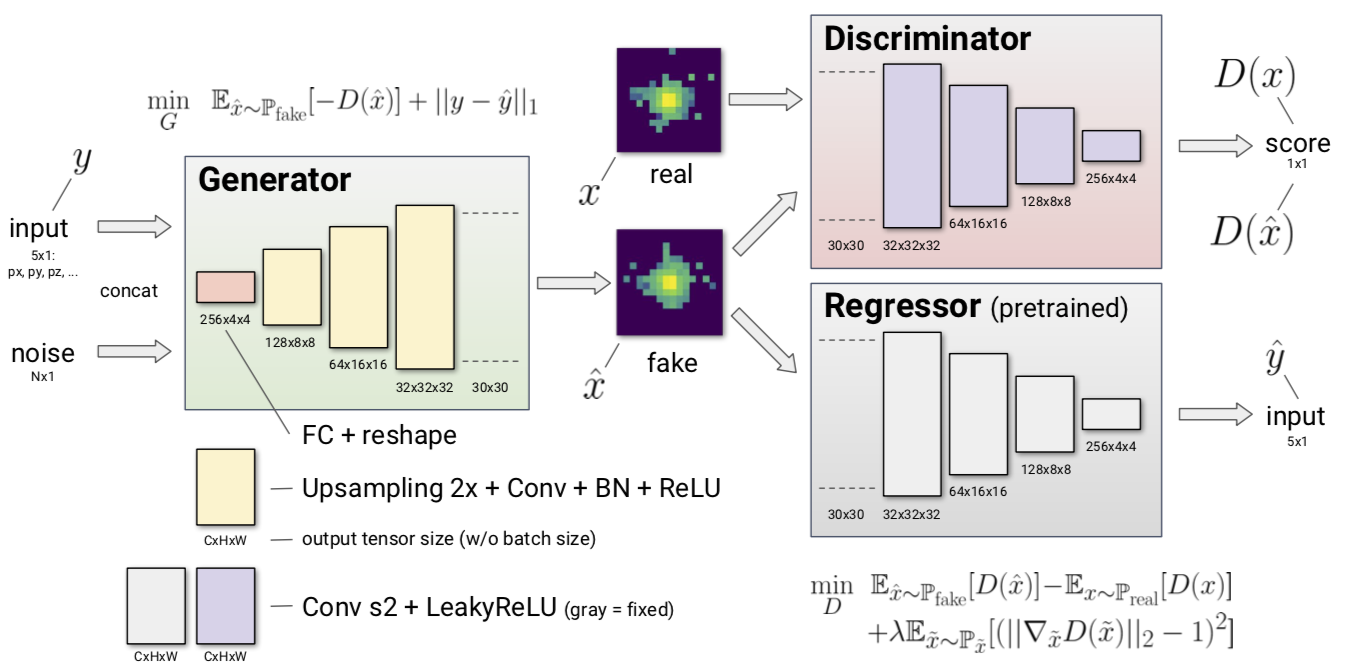 min_G 𝔼_{x̂∼ℙ_fake}[−D(x̂)] + ||y − ŷ||_1
y
input
5x1:
px, py, pz, ...
concat
noise
Nx1
Generator
256x4x4
128x8x8
64x16x16
32x32x32
30x30
FC + reshape
Upsampling 2x + Conv + BN + ReLU
CxHxW
output tensor size (w/o batch size)
Conv s2 + LeakyReLU (gray = fixed)
CxHxW
CxHxW
x
real
x̂
fake
Discriminator
30x30
32x32x32
64x16x16
128x8x8
256x4x4
D(x)
score
1x1
D(x̂)
Regressor (pretrained)
30x30
32x32x32
64x16x16
128x8x8
256x4x4
ŷ
input
5x1
min_D 𝔼_{x̂∼ℙ_fake}[D(x̂)]−𝔼_{x∼ℙ_real}[D(x)]
+λ𝔼_{x̃∼ℙ_x̃}[(||∇_x̃ D(x̃)||_2 − 1)^2]